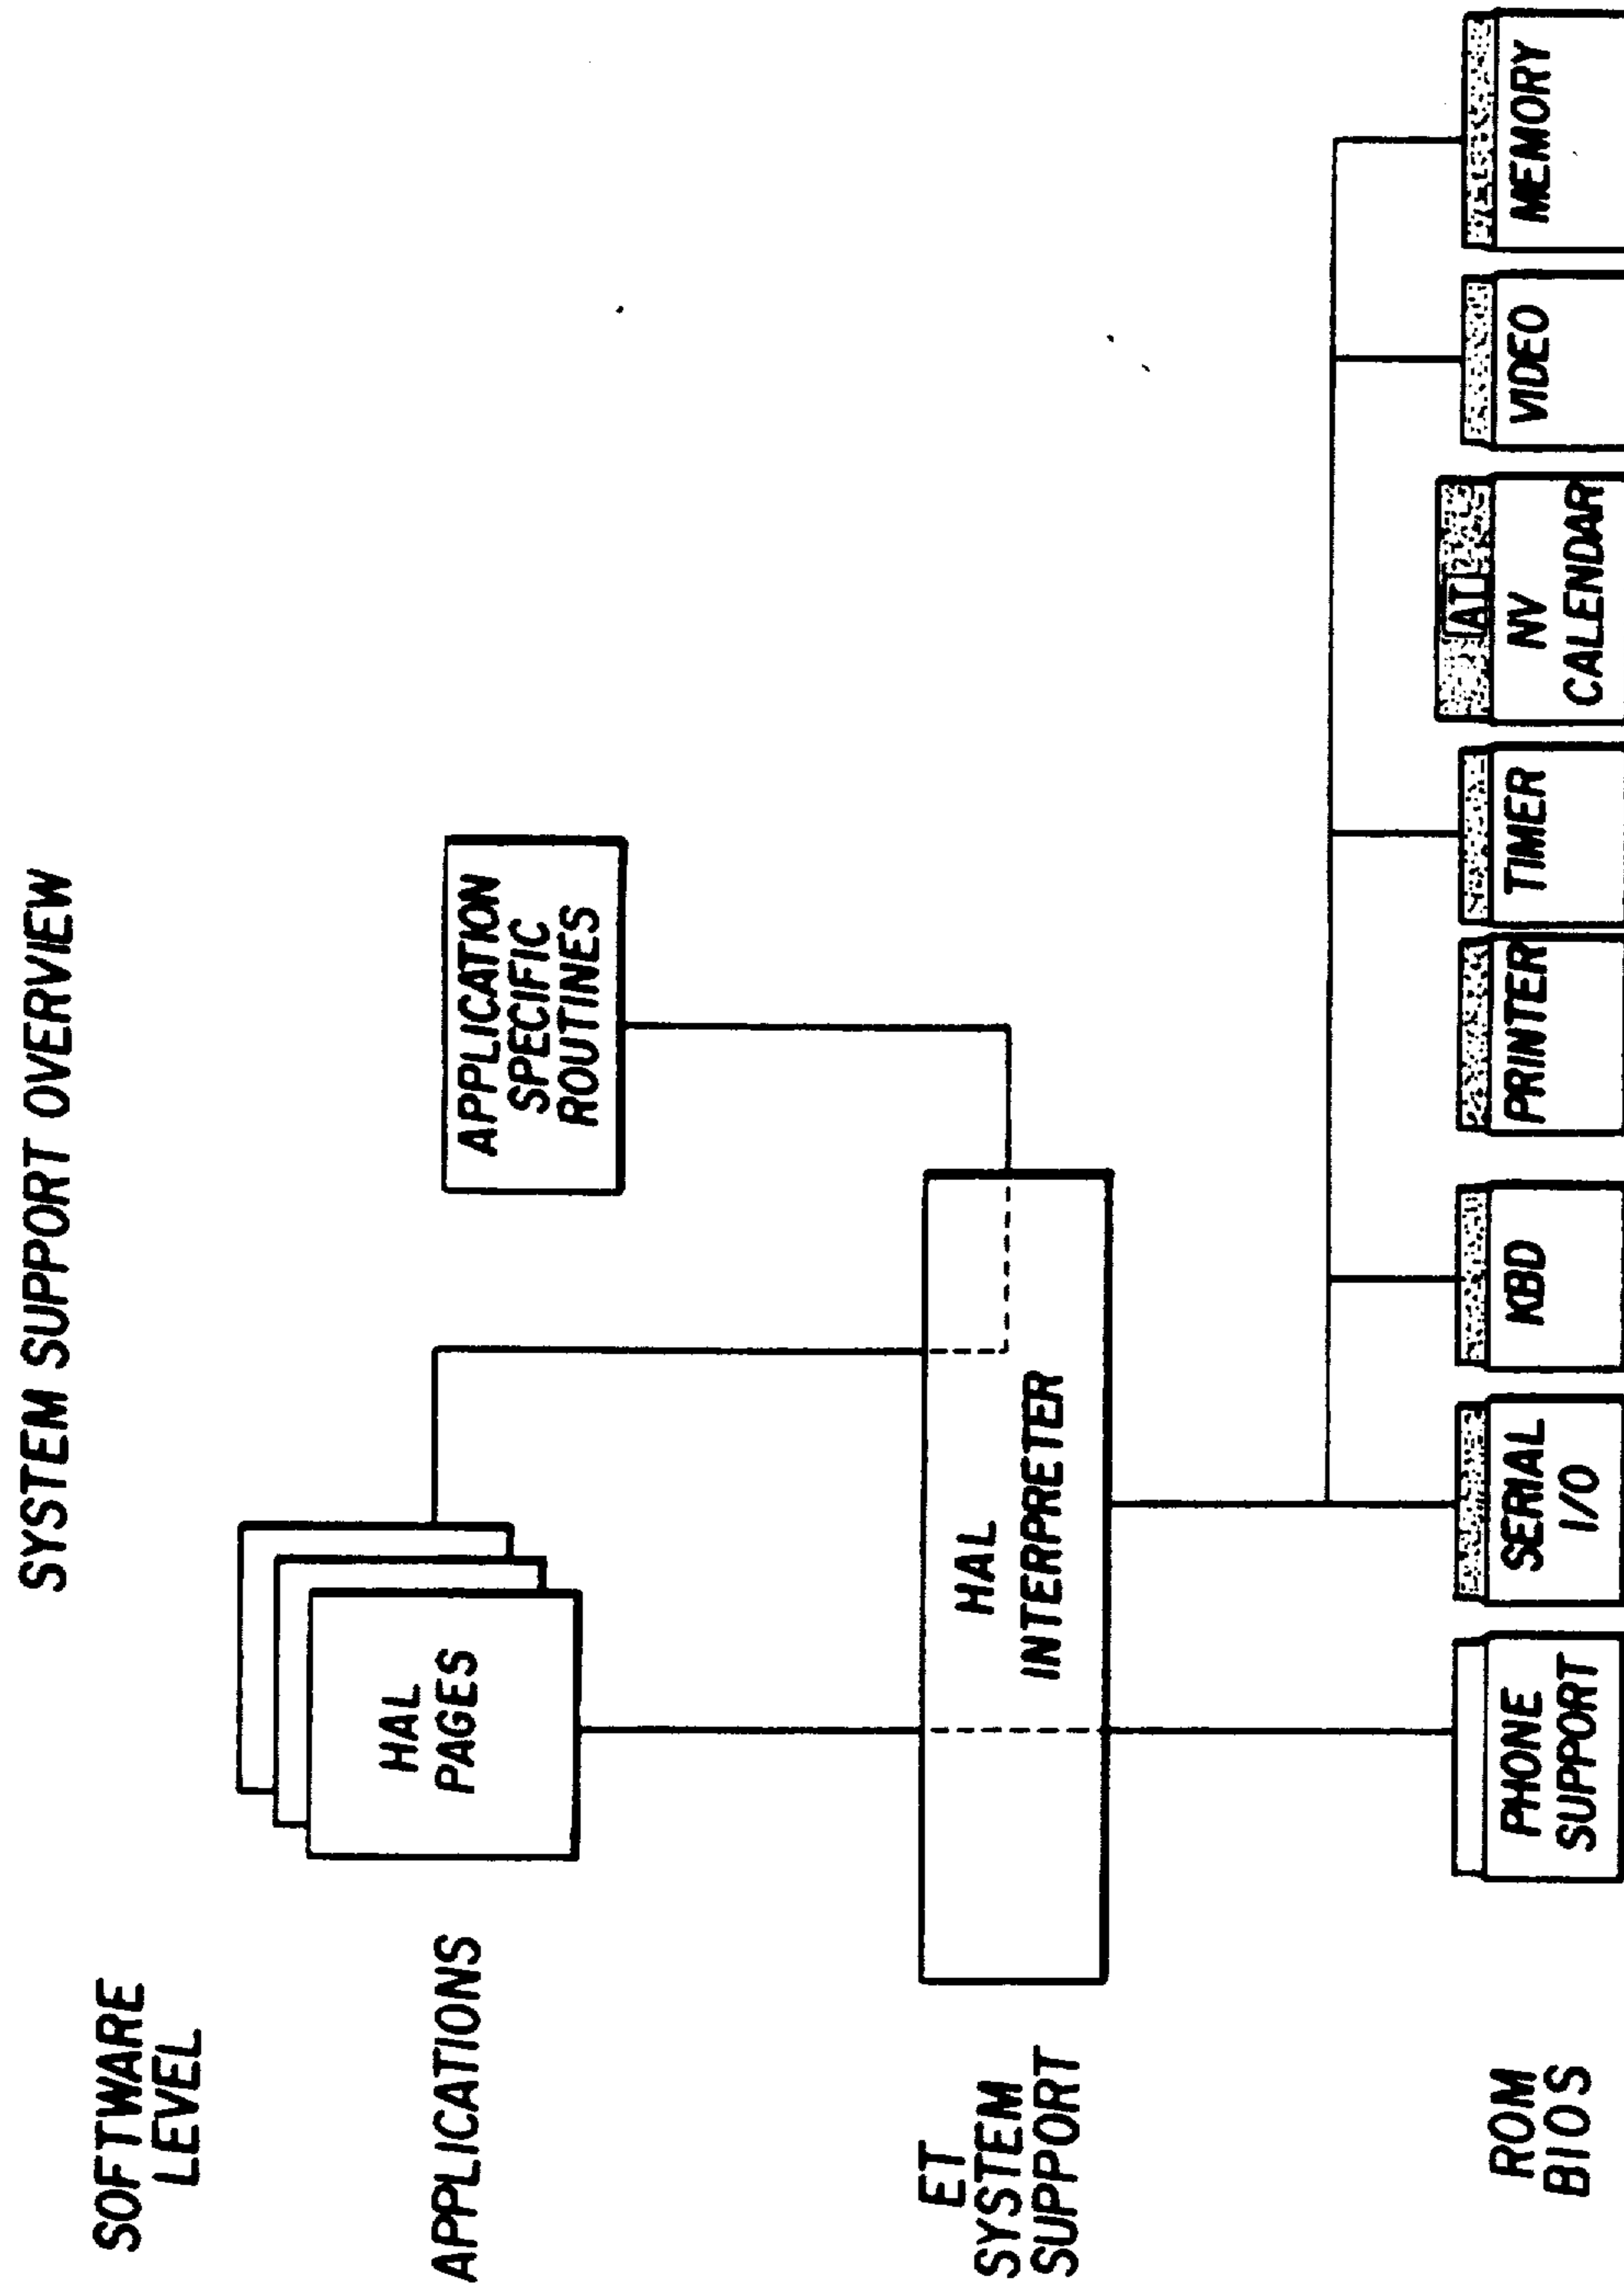 SYSTEM SUPPORT OVERVIEW
SOFTWARE
LEVEL
APPLICATIONS
HAL
PAGES
APPLICATION
SPECIFIC
ROUTINES
ET
SYSTEM
SUPPORT
HAL
INTERPRETER
ROM
BIOS
PHONE
SUPPORT
SERIAL
I/O
KBD
PRINTER
TIMER
AI
NV
CALENDAR
VIDEO
MEMORY